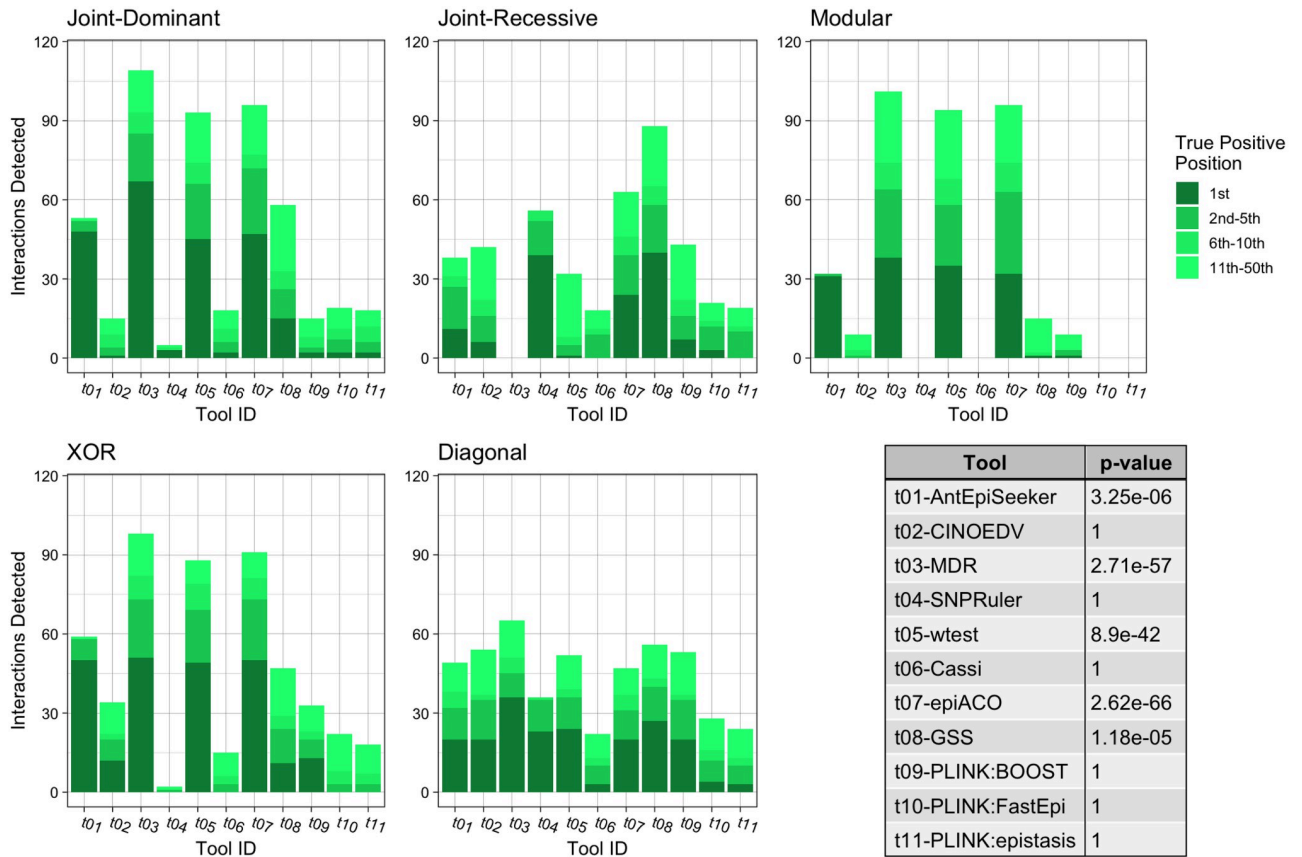 Joint-Dominant
Joint-Recessive
Modular
Interactions Detected
120
90
60
30
0
t01 t02 t03 t04 t05 t06 t07 t08 t09 t10 t11
Tool ID
120
90
60
30
0
t01 t02 t03 t04 t05 t06 t07 t08 t09 t10 t11
Tool ID
120
90
60
30
0
t01 t02 t03 t04 t05 t06 t07 t08 t09 t10 t11
Tool ID
True Positive
Position
1st
2nd-5th
6th-10th
11th-50th
XOR
Diagonal
Interactions Detected
120
90
60
30
0
t01 t02 t03 t04 t05 t06 t07 t08 t09 t10 t11
Tool ID
120
90
60
30
0
t01 t02 t03 t04 t05 t06 t07 t08 t09 t10 t11
Tool ID
Tool p-value
t01-AntEpiSeeker 3.25e-06
t02-CINOEDV 1
t03-MDR 2.71e-57
t04-SNPRuler 1
t05-wtest 8.9e-42
t06-Cassi 1
t07-epiACO 2.62e-66
t08-GSS 1.18e-05
t09-PLINK:BOOST 1
t10-PLINK:FastEpi 1
t11-PLINK:epistasis 1